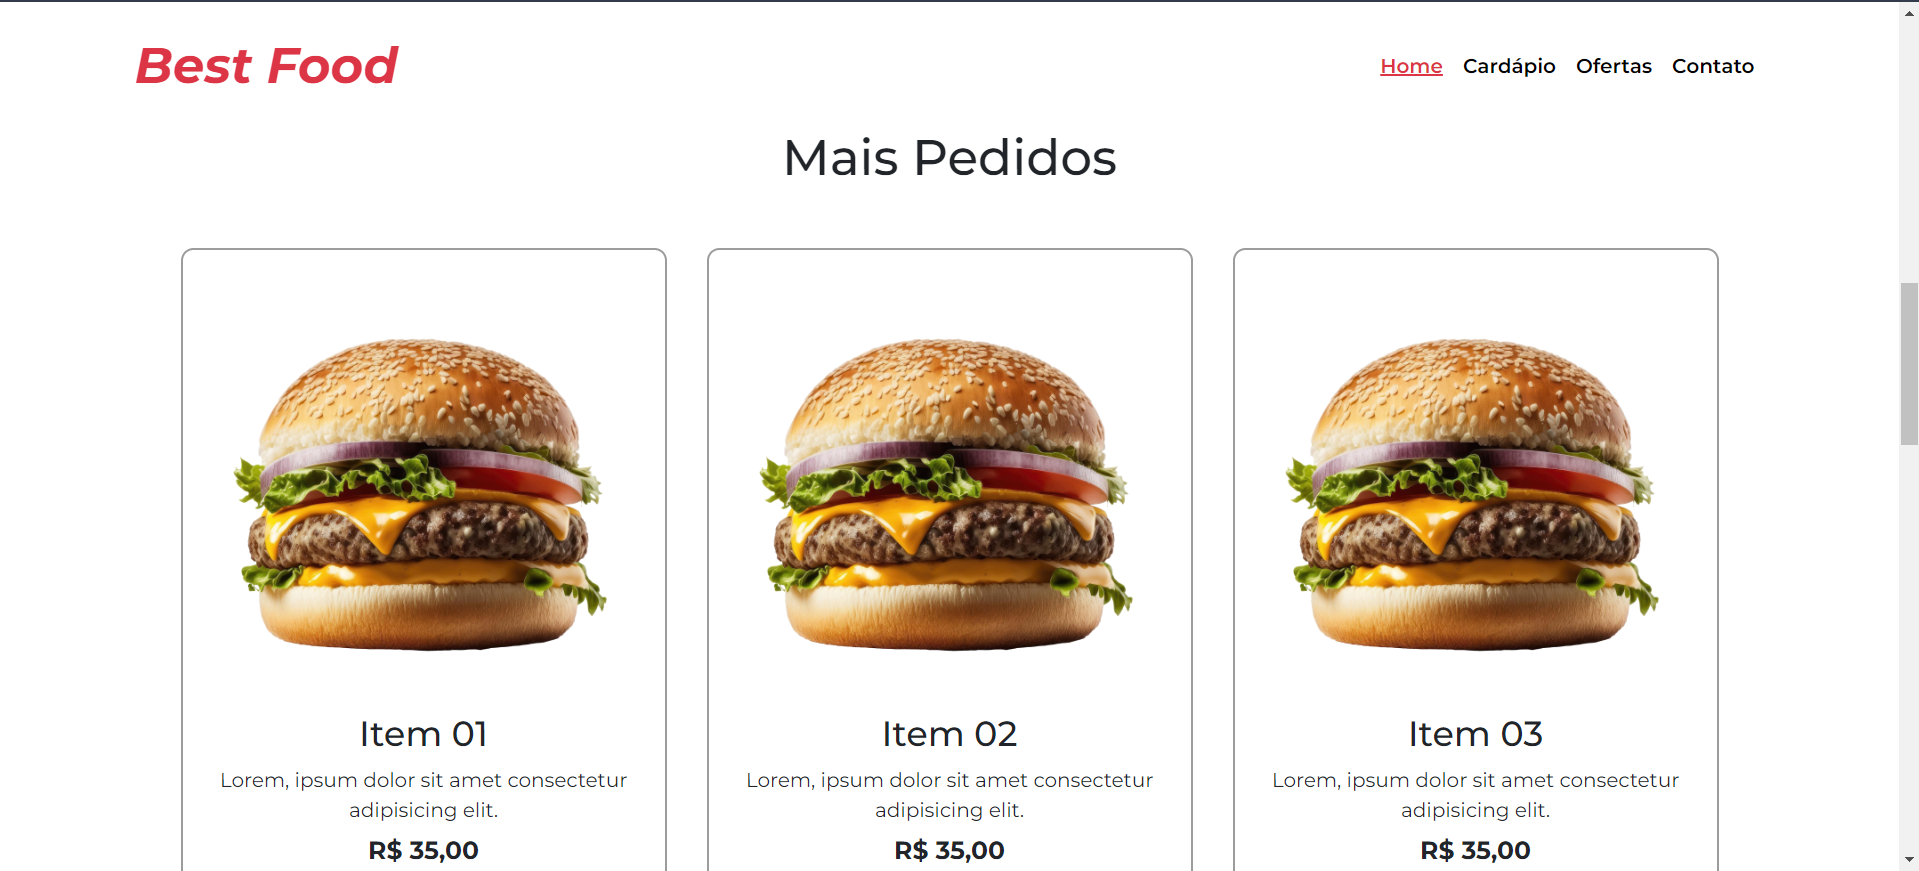 Best Food
Home Cardápio Ofertas Contato
Mais Pedidos
Item 01
Lorem, ipsum dolor sit amet consectetur
adipisicing elit.
R$ 35,00
Item 02
Lorem, ipsum dolor sit amet consectetur
adipisicing elit.
R$ 35,00
Item 03
Lorem, ipsum dolor sit amet consectetur
adipisicing elit.
R$ 35,00